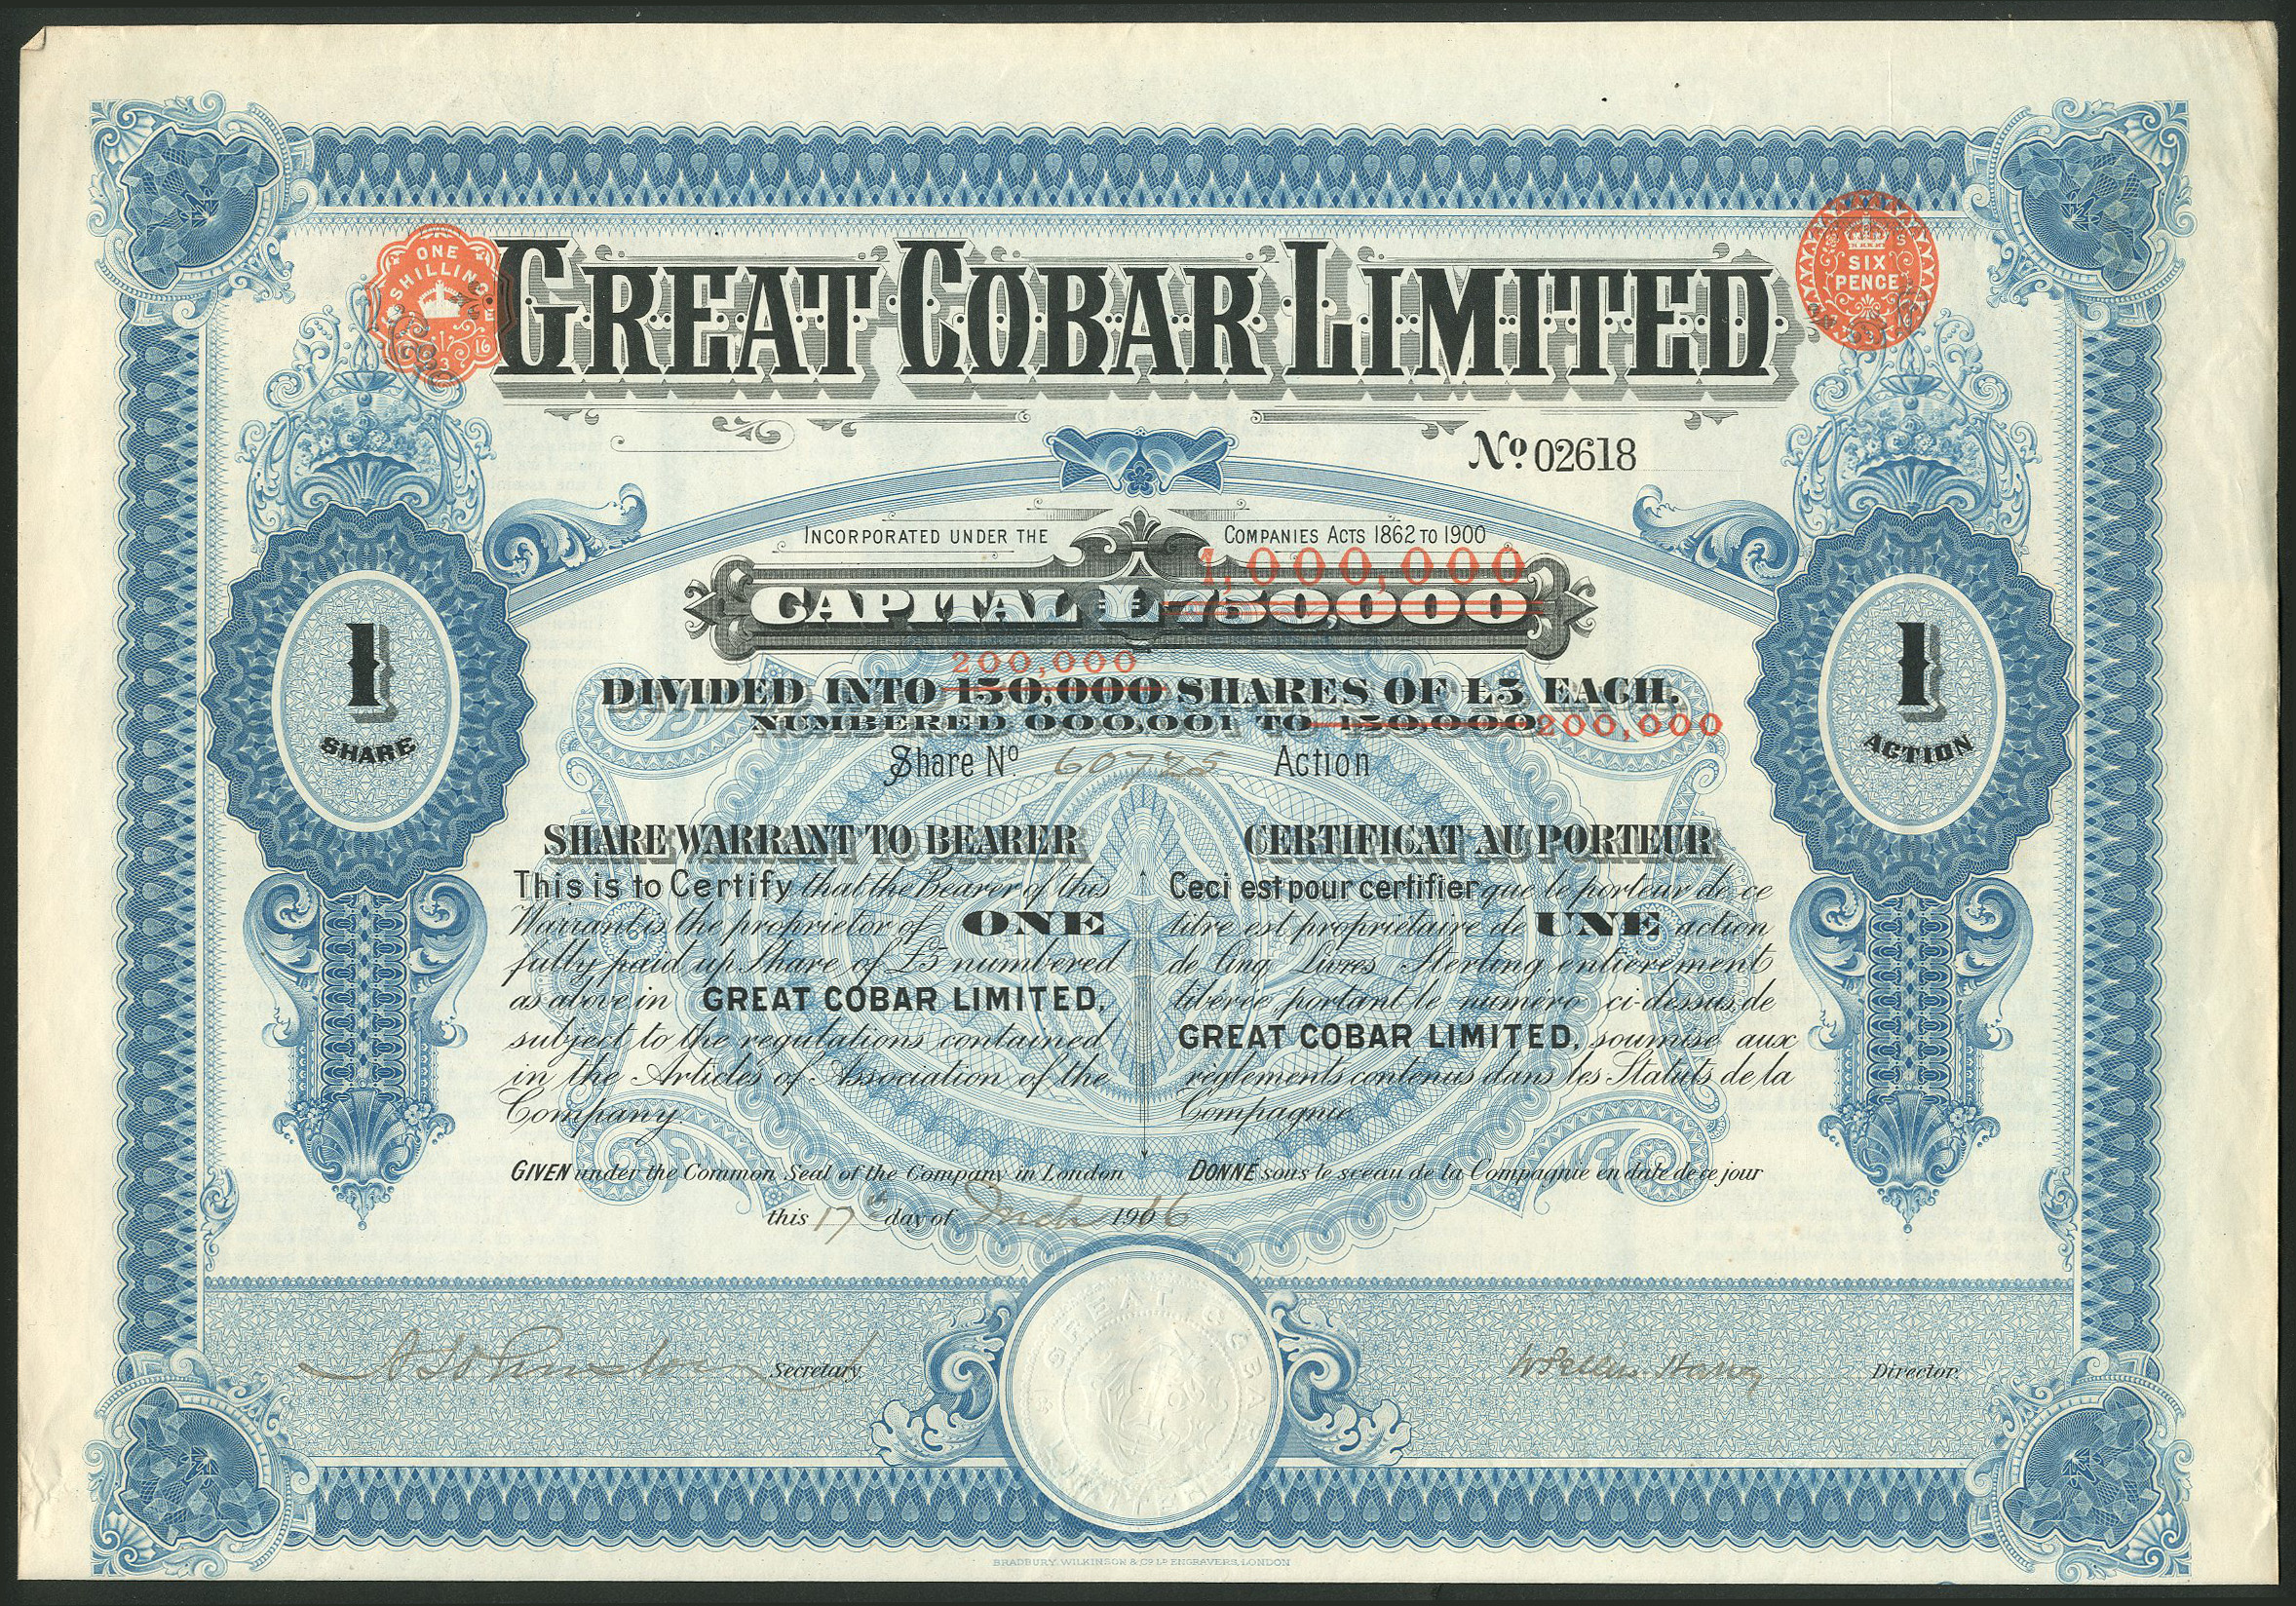 ONE
SHILLING
SIX
PENCE
GREAT COBAR LIMITED
No. 02618
INCORPORATED UNDER THE COMPANIES ACTS 1862 TO 1900
1,000,000
CAPITAL £750,000
200,000
DIVIDED INTO 150,000 SHARES OF £5 EACH.
NUMBERED 000,001 TO 150,000 200,000
Share No. 60725 Action
1
SHARE
1
ACTION
SHARE WARRANT TO BEARER
This is to Certify that the Bearer of this
Warrant is the proprietor of ONE
fully paid up Share of £5 numbered
as above in GREAT COBAR LIMITED,
subject to the regulations contained
in the Articles of Association of the
Company.
CERTIFICAT AU PORTEUR
Ceci est pour certifier que le porteur de ce
titre est propriétaire de UNE action
de Cinq Livres Sterling entièrement
libérée portant le numéro ci-dessus, de
GREAT COBAR LIMITED, soumise aux
règlements contenus dans les Statuts de la
Compagnie
GIVEN under the Common Seal of the Company in London
DONNÉ sous le sceau de la Compagnie en date de ce jour
this 17th day of March 1906
Secretary.
Director.
GREAT COBAR LIMITED
BRADBURY, WILKINSON & Co. Ld. ENGRAVERS, LONDON